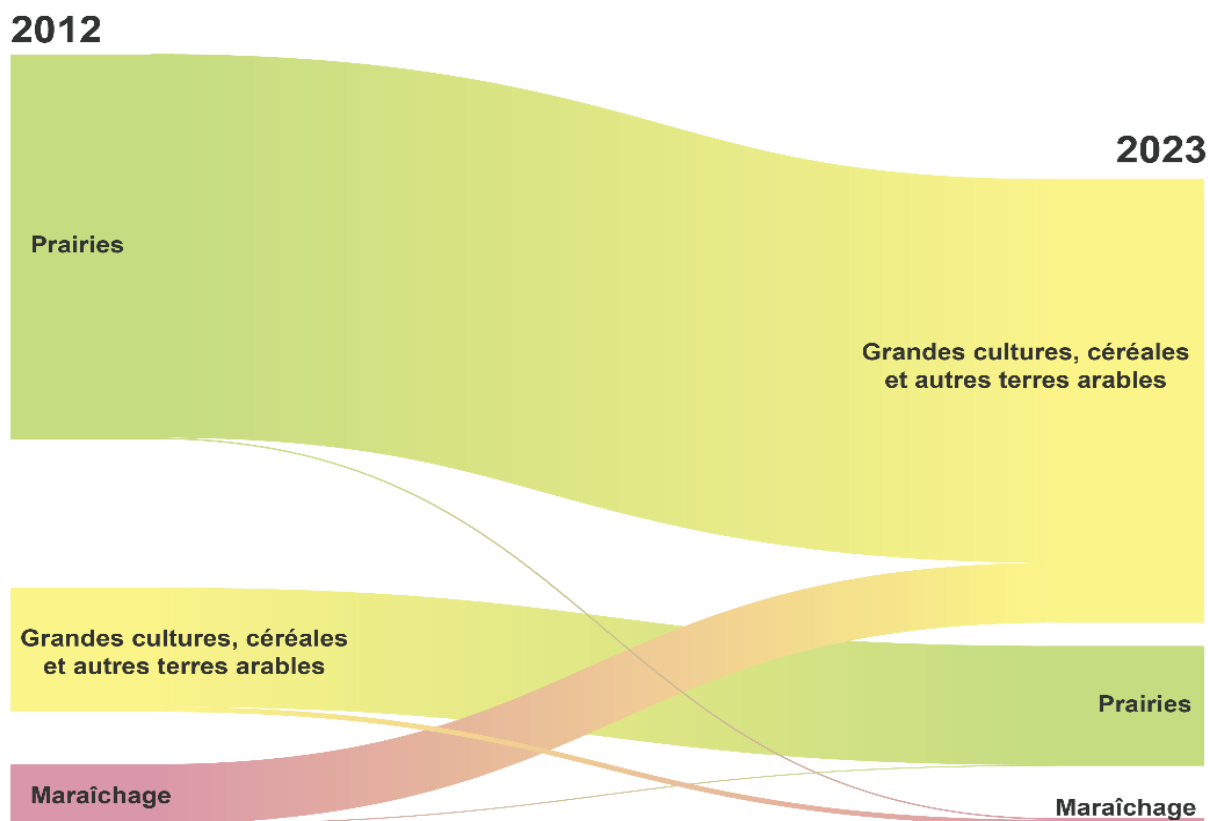 2012
2023
Prairies
Grandes cultures, céréales
et autres terres arables
Grandes cultures, céréales
et autres terres arables
Prairies
Maraîchage
Maraîchage